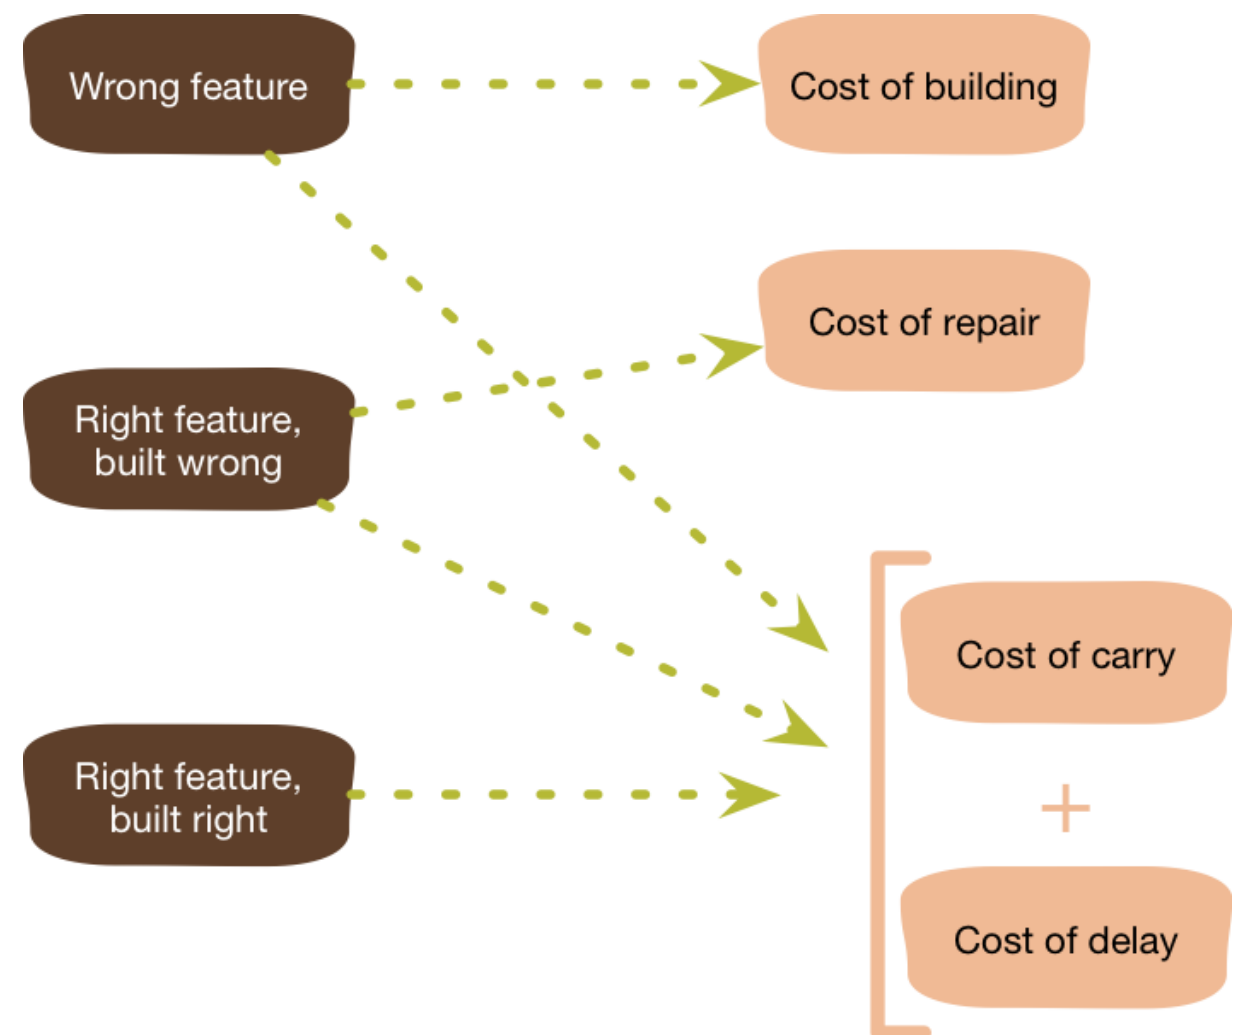 Wrong feature
Cost of building
Cost of repair
Right feature,
built wrong
Cost of carry
Right feature,
built right
+
Cost of delay